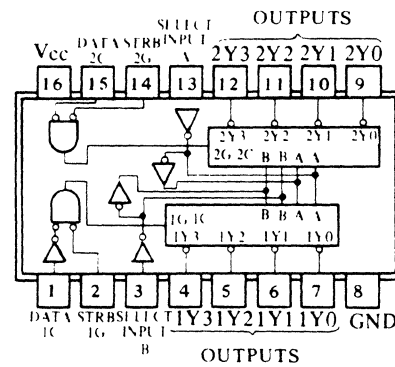 OUTPUTS
Vcc DATA 2C STRB 2G SELECT INPUT A 2Y3 2Y2 2Y1 2Y0
16 15 14 13 12 11 10 9
2Y3 2Y2 2Y1 2Y0
2G 2C B B A A
1G 1C B B A A
1Y3 1Y2 1Y1 1Y0
1 2 3 4 5 6 7 8
DATA 1C STRB 1G SELECT INPUT B 1Y3 1Y2 1Y1 1Y0 GND
OUTPUTS